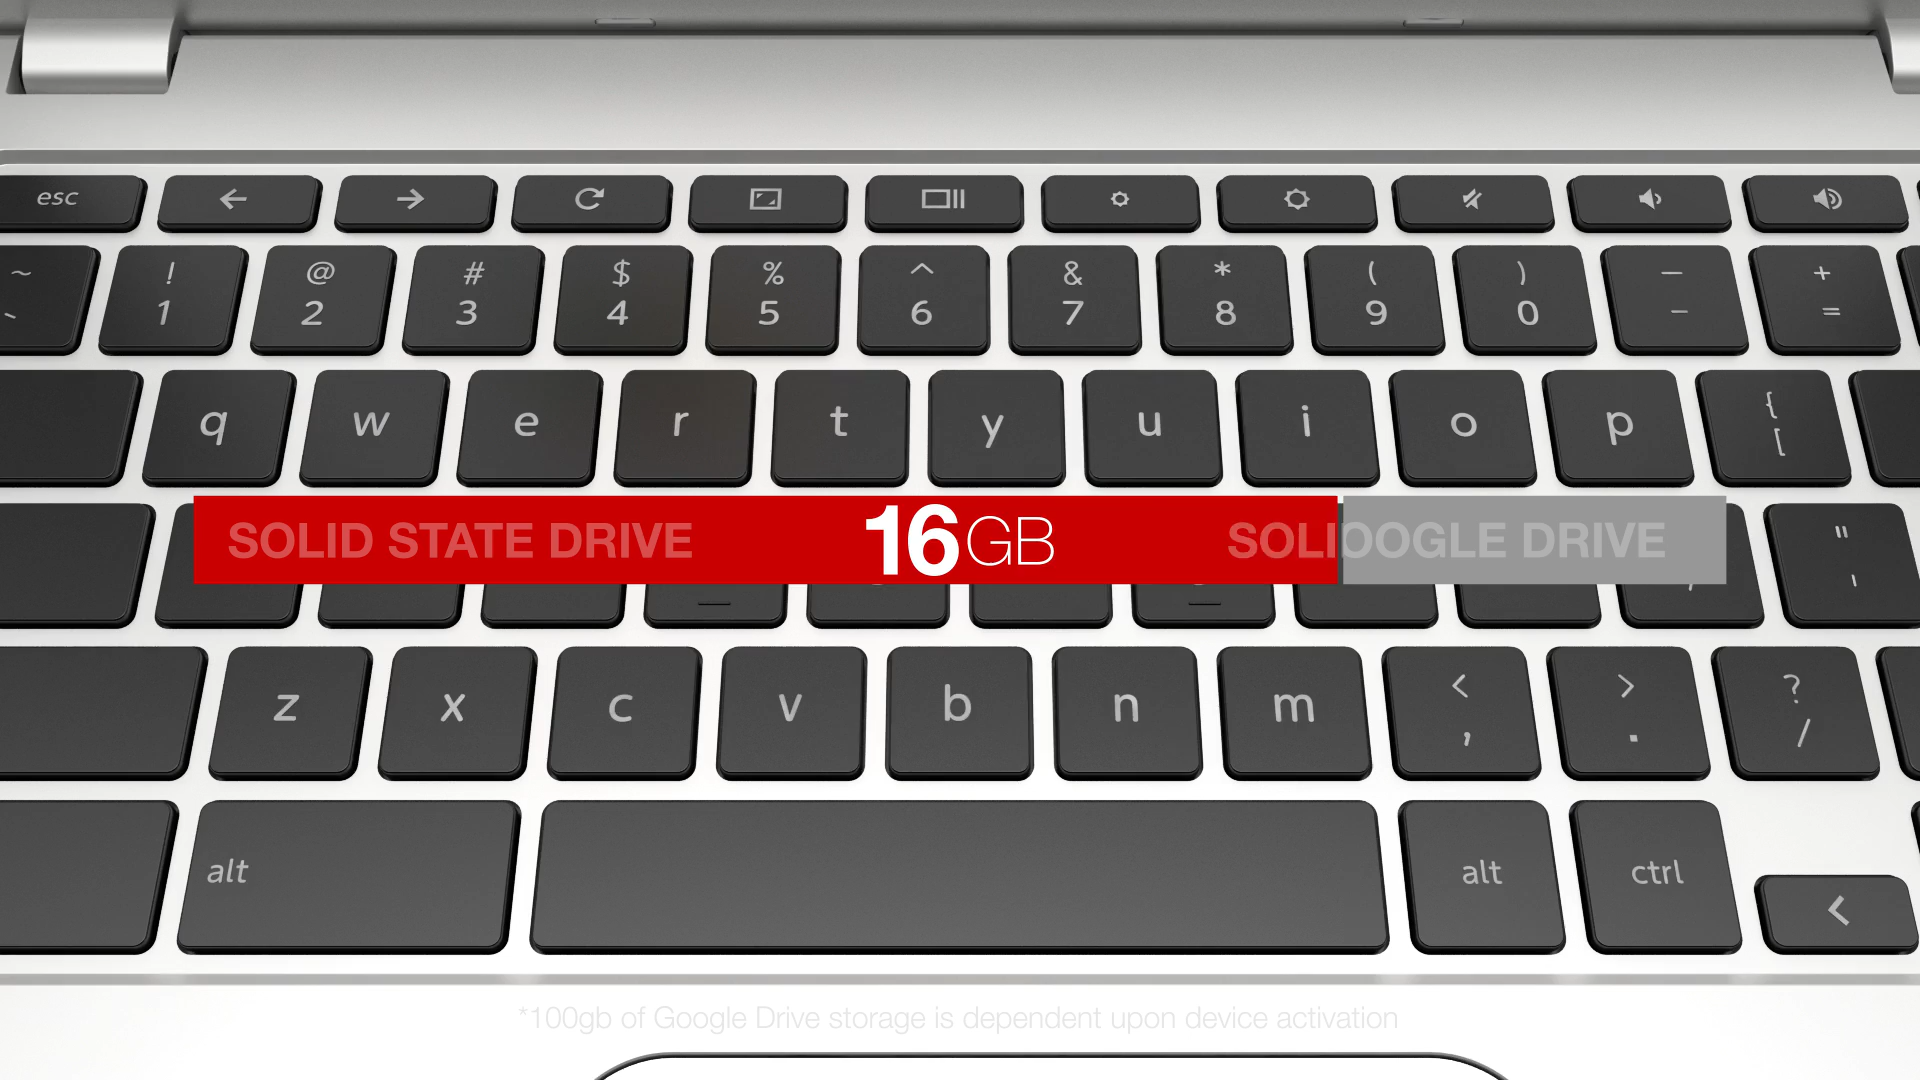 esc
~ ! @ # $ % ^ & * ( ) — +
` 1 2 3 4 5 6 7 8 9 0 - =
q w e r t y u i o p { [
SOLID STATE DRIVE 16GB SOLIOOGLE DRIVE
" '
z x c v b n m < , > . ? /
alt alt ctrl
*100gb of Google Drive storage is dependent upon device activation